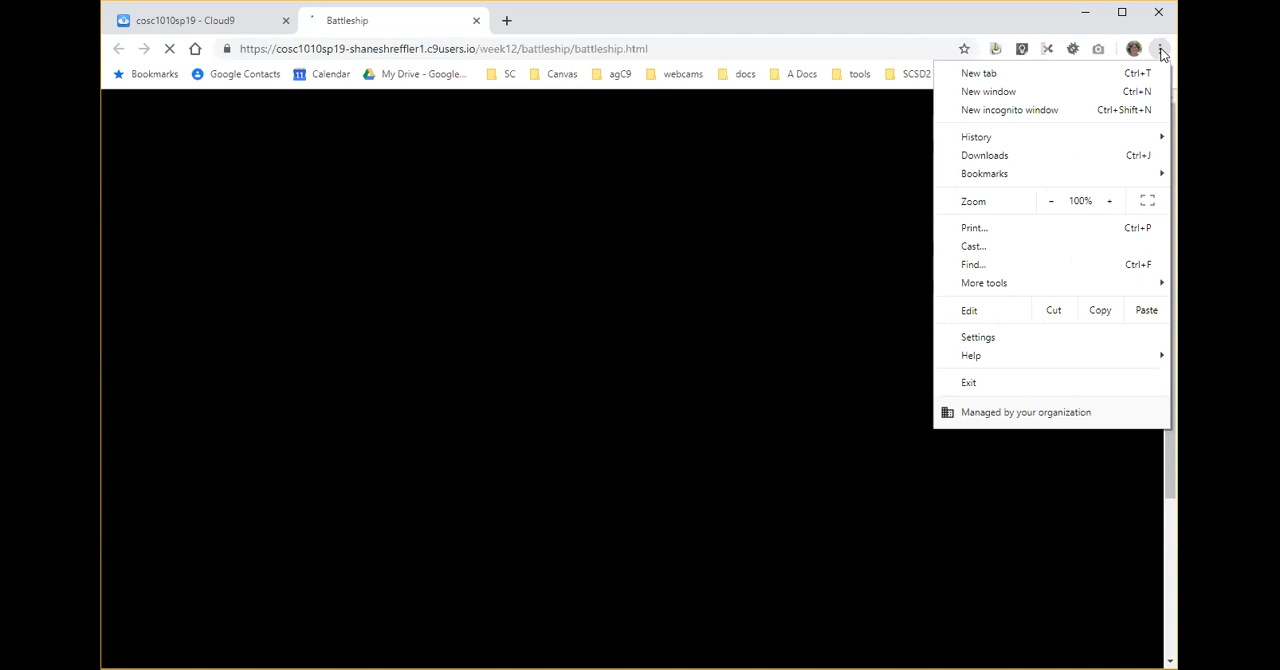 cosc1010sp19 - Cloud9
Battleship
https://cosc1010sp19-shaneshreffler1.c9users.io/week12/battleship/battleship.html
Bookmarks Google Contacts Calendar My Drive - Google... SC Canvas agC9 webcams docs A Docs tools SCSD2
New tab Ctrl+T
New window Ctrl+N
New incognito window Ctrl+Shift+N
History
Downloads Ctrl+J
Bookmarks
Zoom - 100% +
Print... Ctrl+P
Cast...
Find... Ctrl+F
More tools
Edit Cut Copy Paste
Settings
Help
Exit
Managed by your organization